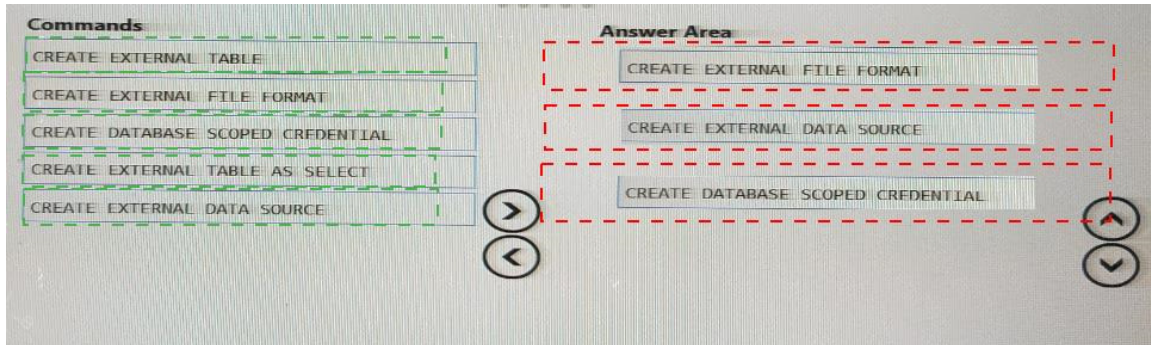 Commands
CREATE EXTERNAL TABLE
CREATE EXTERNAL FILE FORMAT
CREATE DATABASE SCOPED CREDENTIAL
CREATE EXTERNAL TABLE AS SELECT
CREATE EXTERNAL DATA SOURCE
Answer Area
CREATE EXTERNAL FILE FORMAT
CREATE EXTERNAL DATA SOURCE
CREATE DATABASE SCOPED CREDENTIAL